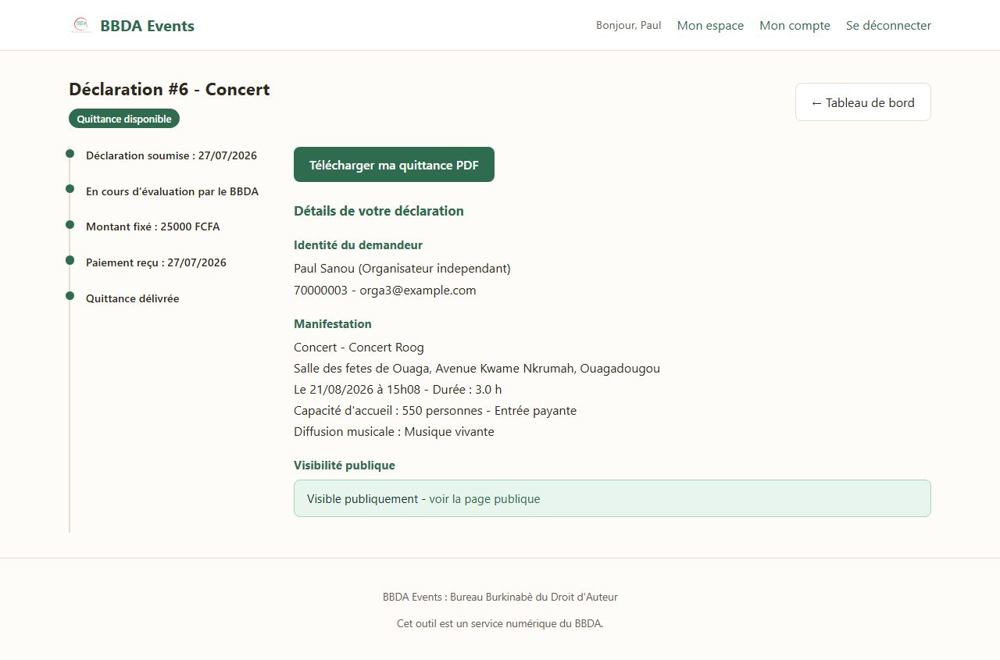 BBDA Events
Bonjour, Paul
Mon espace
Mon compte
Se déconnecter
Déclaration #6 - Concert
← Tableau de bord
Quittance disponible
Déclaration soumise : 27/07/2026
En cours d'évaluation par le BBDA
Montant fixé : 25000 FCFA
Paiement reçu : 27/07/2026
Quittance délivrée
Télécharger ma quittance PDF
Détails de votre déclaration
Identité du demandeur
Paul Sanou (Organisateur independant)
70000003 - orga3@example.com
Manifestation
Concert - Concert Roog
Salle des fetes de Ouaga, Avenue Kwame Nkrumah, Ouagadougou
Le 21/08/2026 à 15h08 - Durée : 3.0 h
Capacité d'accueil : 550 personnes - Entrée payante
Diffusion musicale : Musique vivante
Visibilité publique
Visible publiquement - voir la page publique
BBDA Events : Bureau Burkinabè du Droit d'Auteur
Cet outil est un service numérique du BBDA.